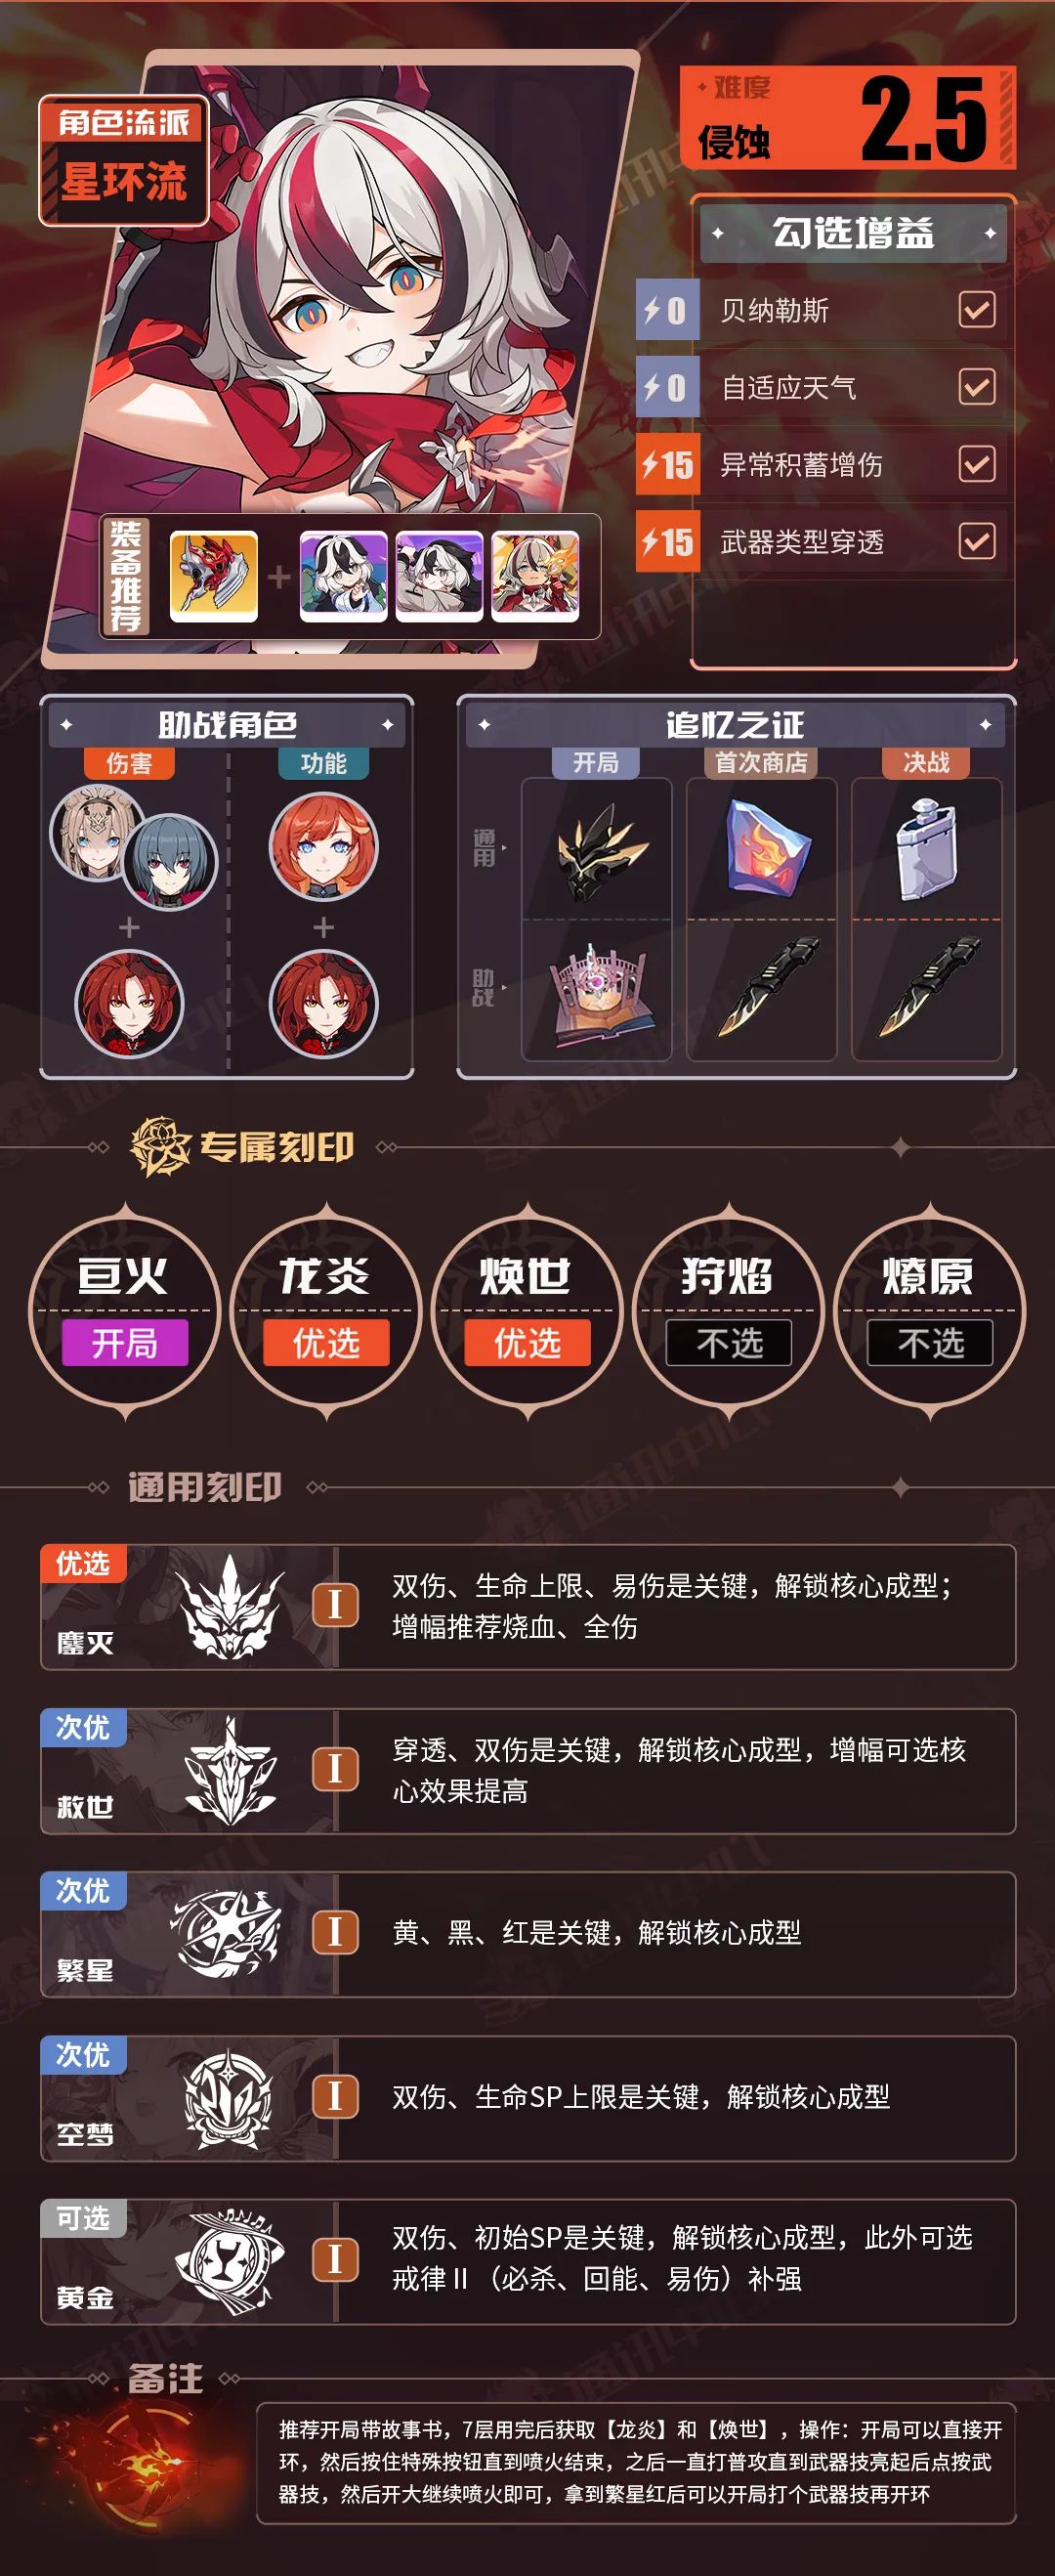 角色流派
星环流
难度
侵蚀
2.5
勾选增益
0 贝纳勒斯
0 自适应天气
15 异常积蓄增伤
15 武器类型穿透
装备推荐
助战角色
伤害 功能
追忆之证
开局 首次商店 决战
通用
助战
专属刻印
巨火 龙炎 焕世 狩焰 燎原
开局 优选 优选 不选 不选
通用刻印
优选
鏖灭
I
双伤、生命上限、易伤是关键，解锁核心成型；
增幅推荐烧血、全伤
次优
救世
I
穿透、双伤是关键，解锁核心成型，增幅可选核
心效果提高
次优
繁星
I
黄、黑、红是关键，解锁核心成型
次优
空梦
I
双伤、生命SP上限是关键，解锁核心成型
可选
黄金
I
双伤、初始SP是关键，解锁核心成型，此外可选
戒律Ⅱ（必杀、回能、易伤）补强
备注
推荐开局带故事书，7层用完后获取【龙炎】和【焕世】，操作：开局可以直接开
环，然后按住特殊按钮直到喷火结束，之后一直打普攻直到武器技亮起后点按武
器技，然后开大继续喷火即可，拿到繁星红后可以开局打个武器技再开环